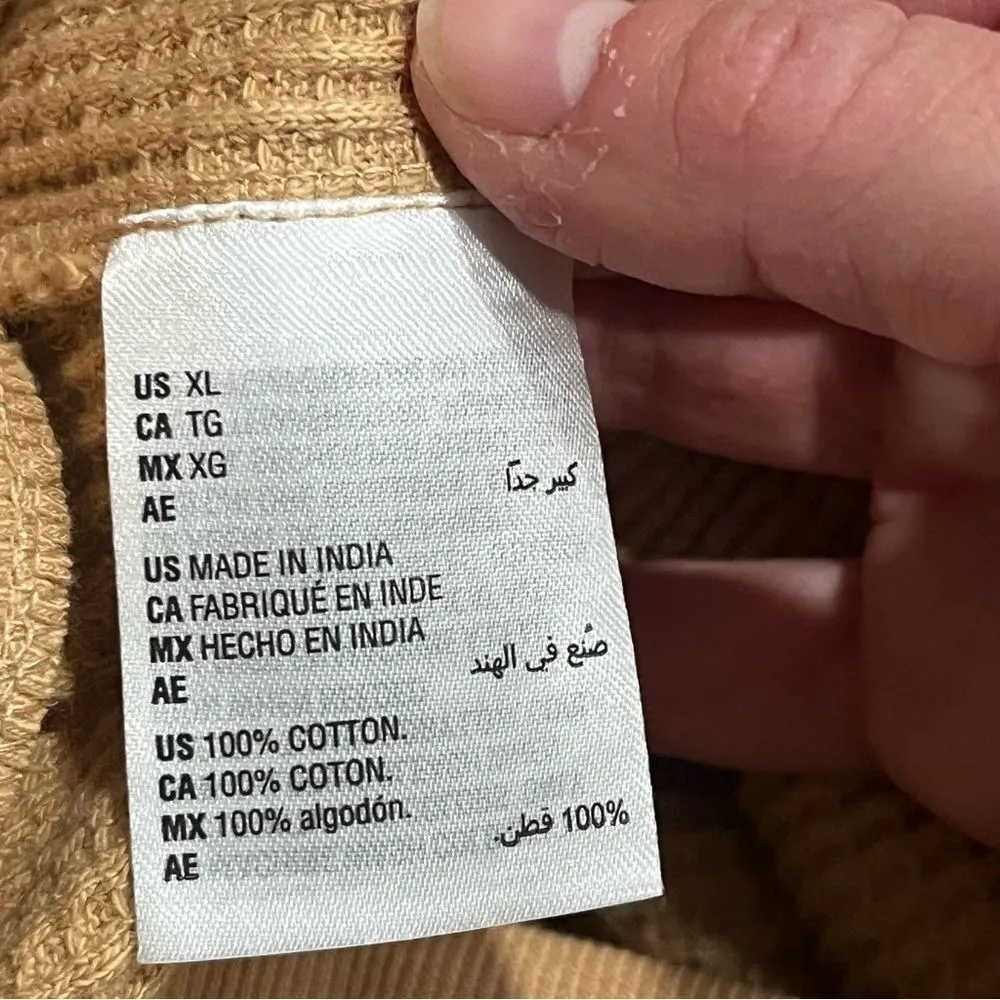 US XL
CA TG
MX XG
AE كبير جدًا
US MADE IN INDIA
CA FABRIQUÉ EN INDE
MX HECHO EN INDIA
AE صُنع في الهند
US 100% COTTON.
CA 100% COTON.
MX 100% algodón.
AE 100% قطن.